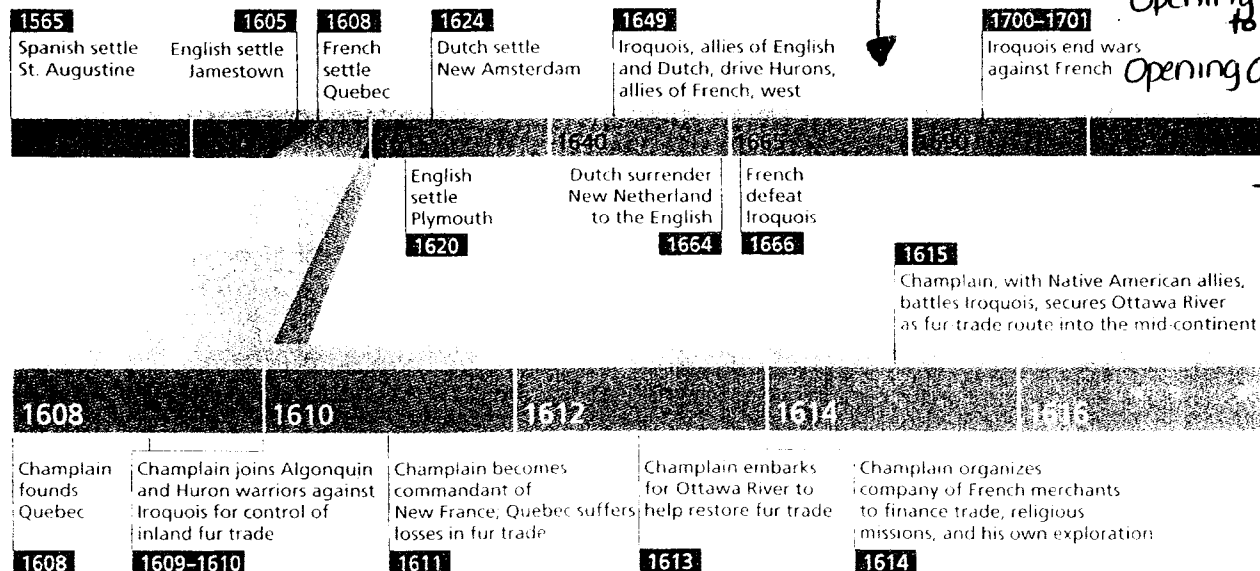 1565
Spanish settle
St. Augustine
1605
English settle
Jamestown
1608
French
settle
Quebec
1624
Dutch settle
New Amsterdam
1649
Iroquois, allies of English
and Dutch, drive Hurons,
allies of French, west
1700–1701
Iroquois end wars
against French
Opening
to
Opening
1640
1665
1690
English
settle
Plymouth
1620
Dutch surrender
New Netherland
to the English
1664
French
defeat
Iroquois
1666
1615
Champlain, with Native American allies,
battles Iroquois, secures Ottawa River
as fur trade route into the mid-continent
1608
1610
1612
1614
1616
Champlain
founds
Quebec
1608
Champlain joins Algonquin
and Huron warriors against
Iroquois for control of
inland fur trade
1609–1610
Champlain becomes
commandant of
New France; Quebec suffers
losses in fur trade
1611
Champlain embarks
for Ottawa River to
help restore fur trade
1613
Champlain organizes
company of French merchants
to finance trade, religious
missions, and his own exploration
1614